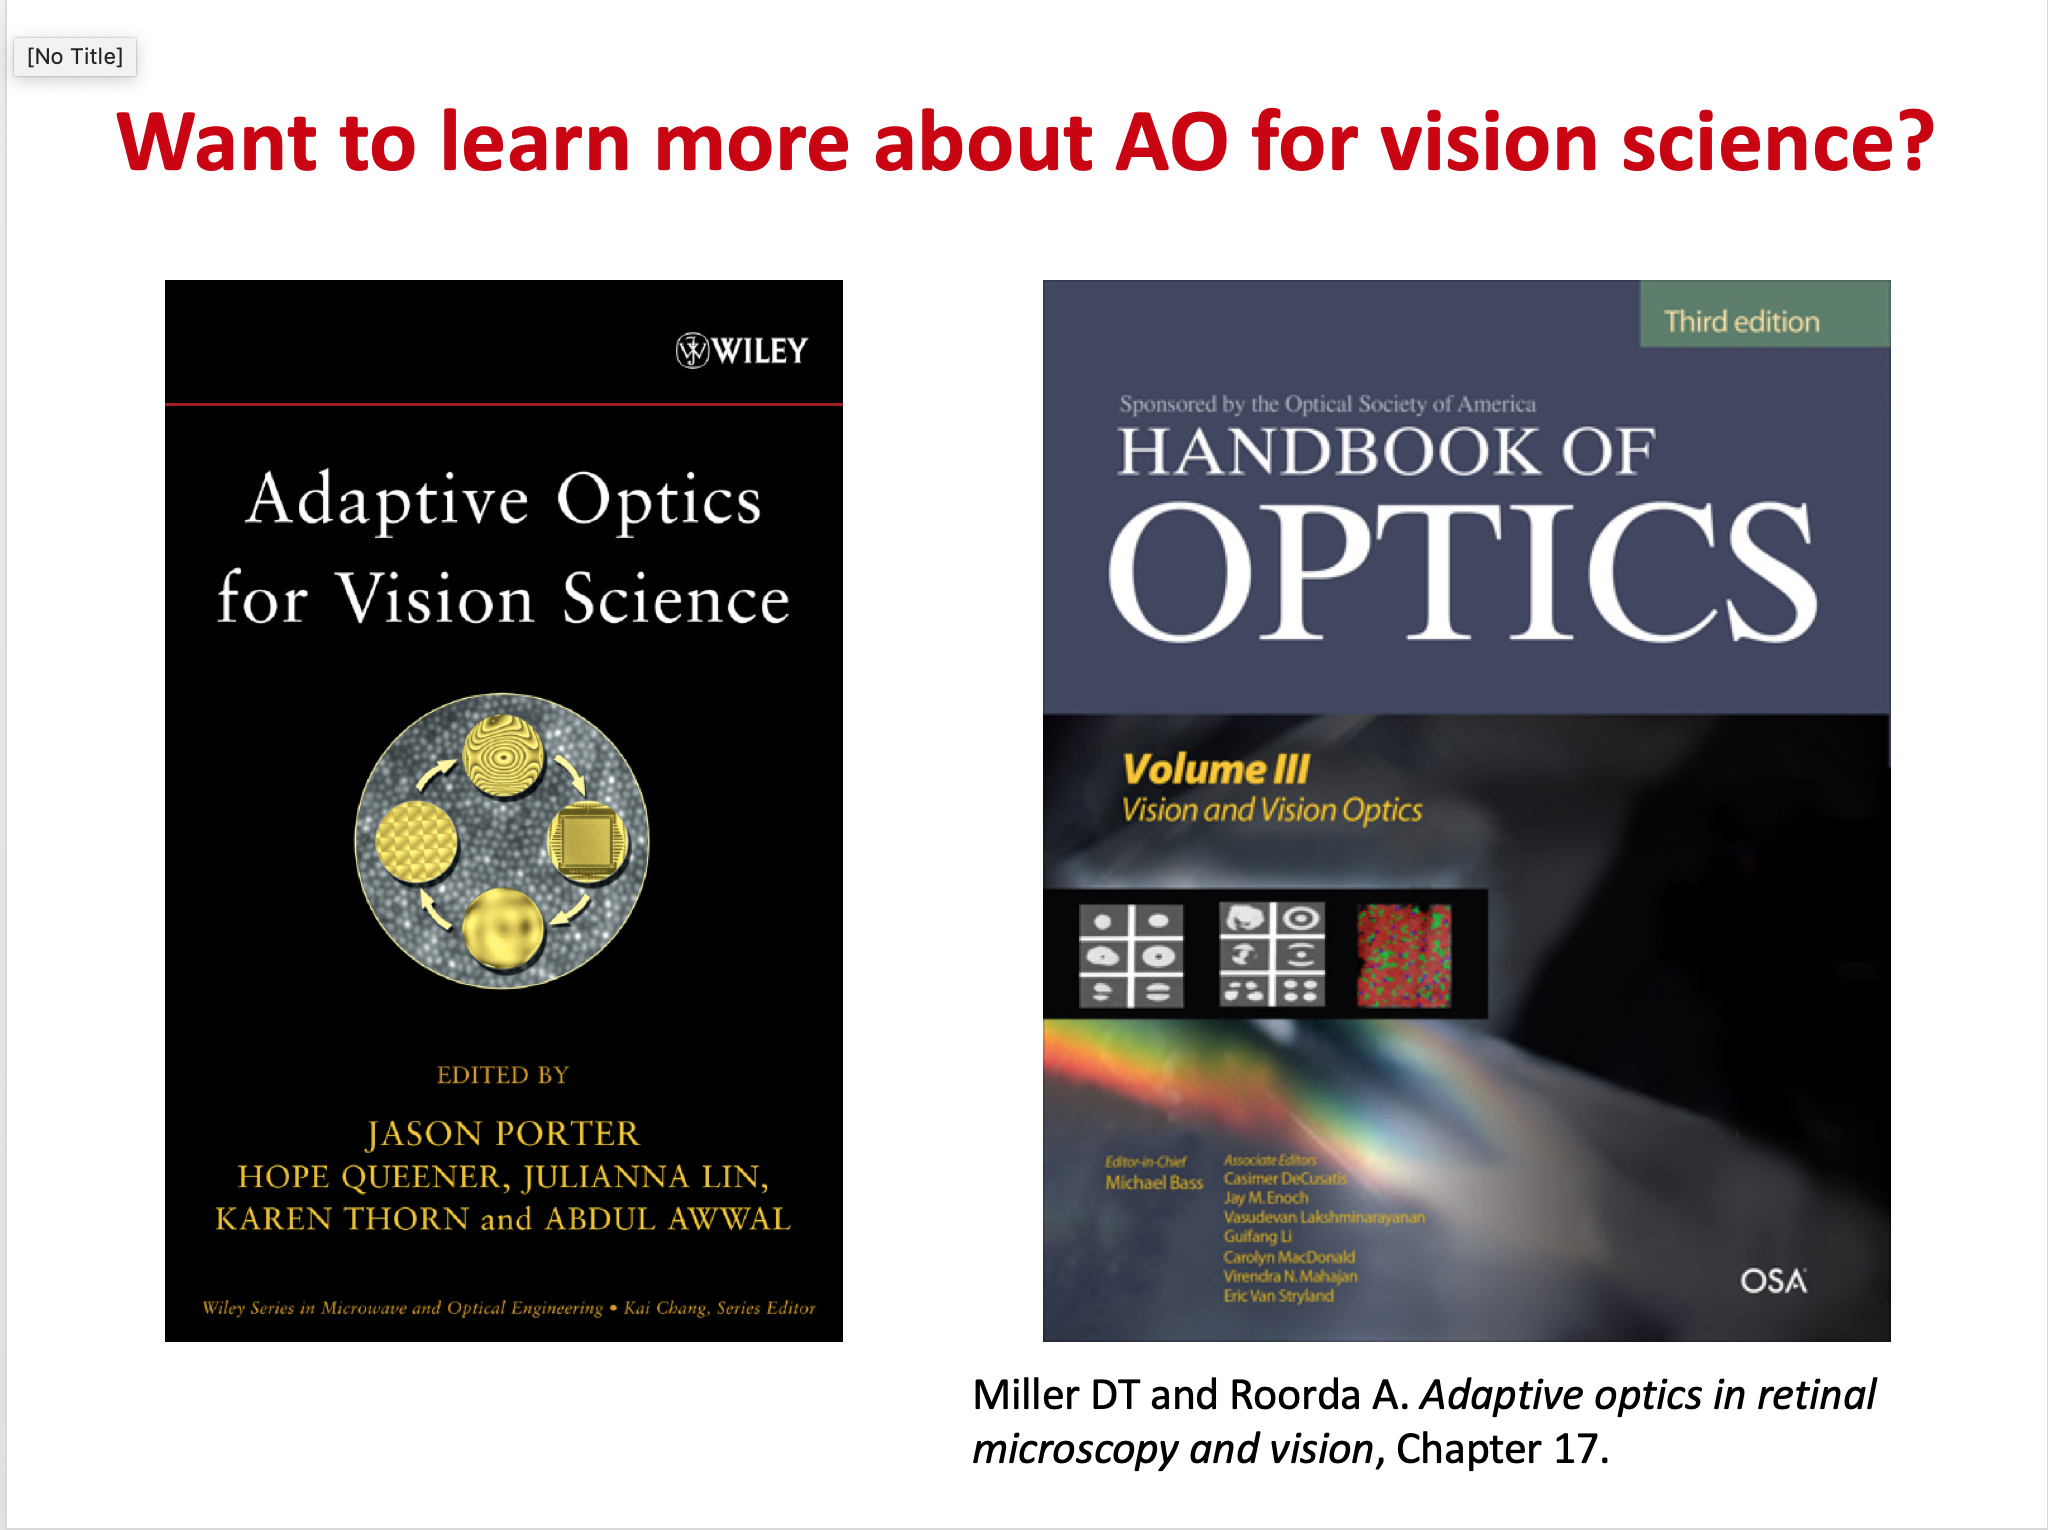 [No Title]
Want to learn more about AO for vision science?
WILEY
Adaptive Optics
for Vision Science
EDITED BY
JASON PORTER
HOPE QUEENER, JULIANNA LIN,
KAREN THORN and ABDUL AWWAL
Wiley Series in Microwave and Optical Engineering • Kai Chang, Series Editor
Third edition
Sponsored by the Optical Society of America
HANDBOOK OF
OPTICS
Volume III
Vision and Vision Optics
Editor-in-Chief
Michael Bass
Associate Editors
Casimer DeCusatis
Jay M. Enoch
Vasudevan Lakshminarayanan
Guifang Li
Carolyn MacDonald
Virendra N. Mahajan
Eric Van Stryland
OSA
Miller DT and Roorda A. Adaptive optics in retinal
microscopy and vision, Chapter 17.